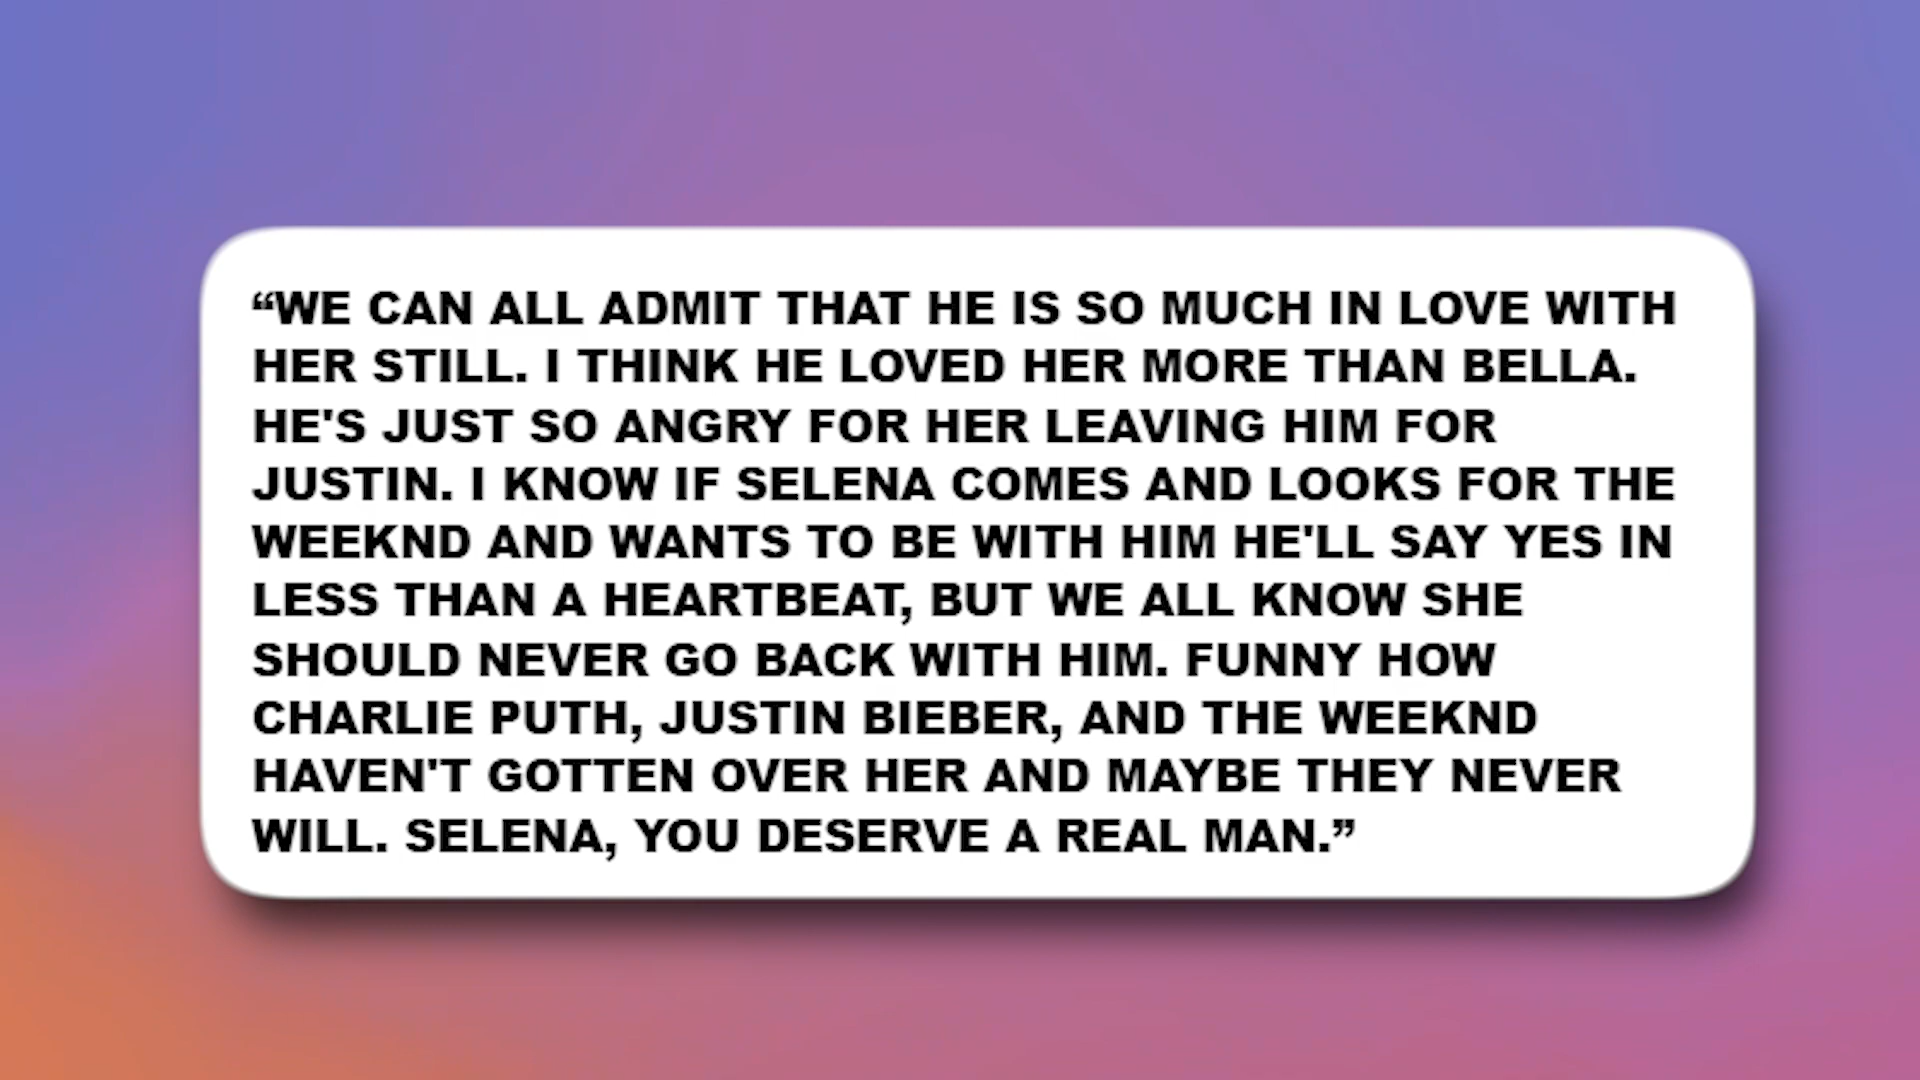 “WE CAN ALL ADMIT THAT HE IS SO MUCH IN LOVE WITH
HER STILL. I THINK HE LOVED HER MORE THAN BELLA.
HE'S JUST SO ANGRY FOR HER LEAVING HIM FOR
JUSTIN. I KNOW IF SELENA COMES AND LOOKS FOR THE
WEEKND AND WANTS TO BE WITH HIM HE'LL SAY YES IN
LESS THAN A HEARTBEAT, BUT WE ALL KNOW SHE
SHOULD NEVER GO BACK WITH HIM. FUNNY HOW
CHARLIE PUTH, JUSTIN BIEBER, AND THE WEEKND
HAVEN'T GOTTEN OVER HER AND MAYBE THEY NEVER
WILL. SELENA, YOU DESERVE A REAL MAN.”